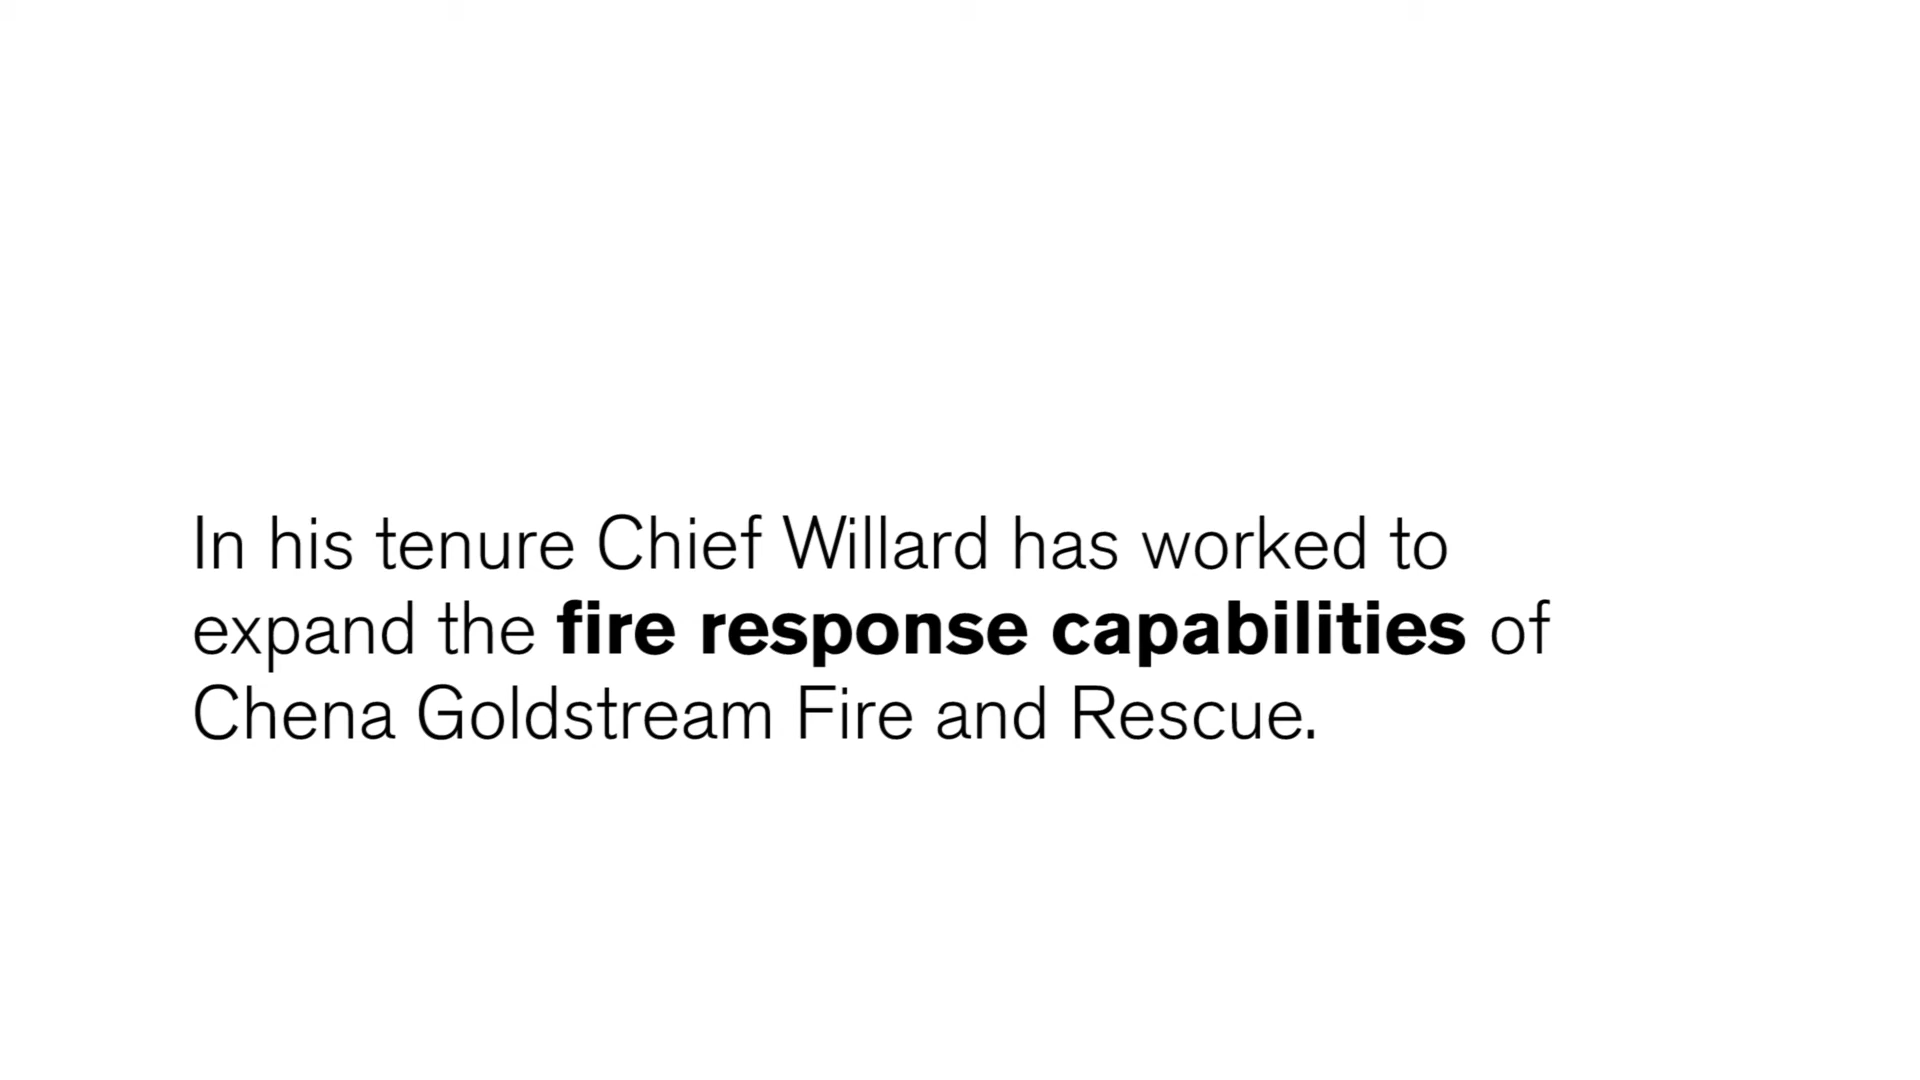 In his tenure Chief Willard has worked to
expand the fire response capabilities of
Chena Goldstream Fire and Rescue.